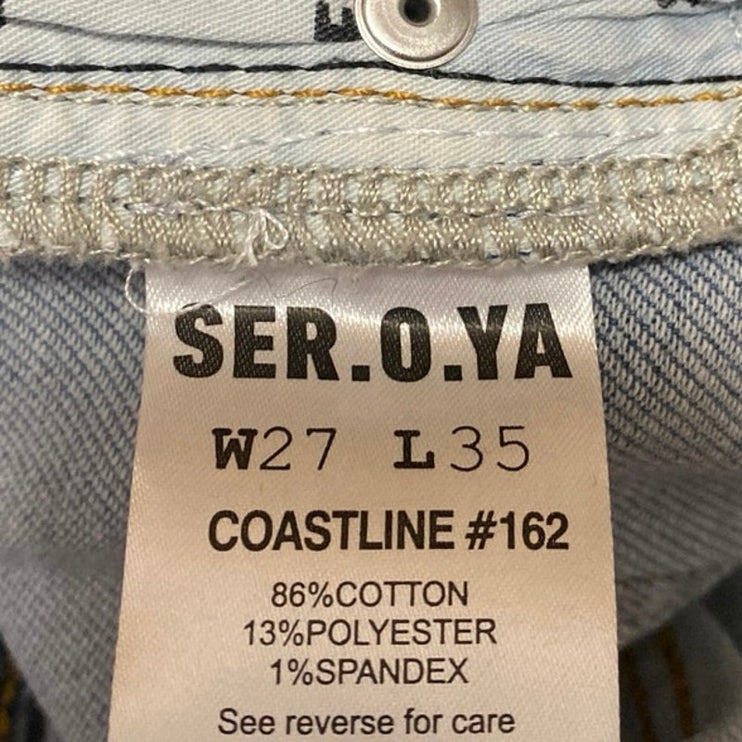 SER.O.YA
W27 L35
COASTLINE #162
86%COTTON
13%POLYESTER
1%SPANDEX
See reverse for care